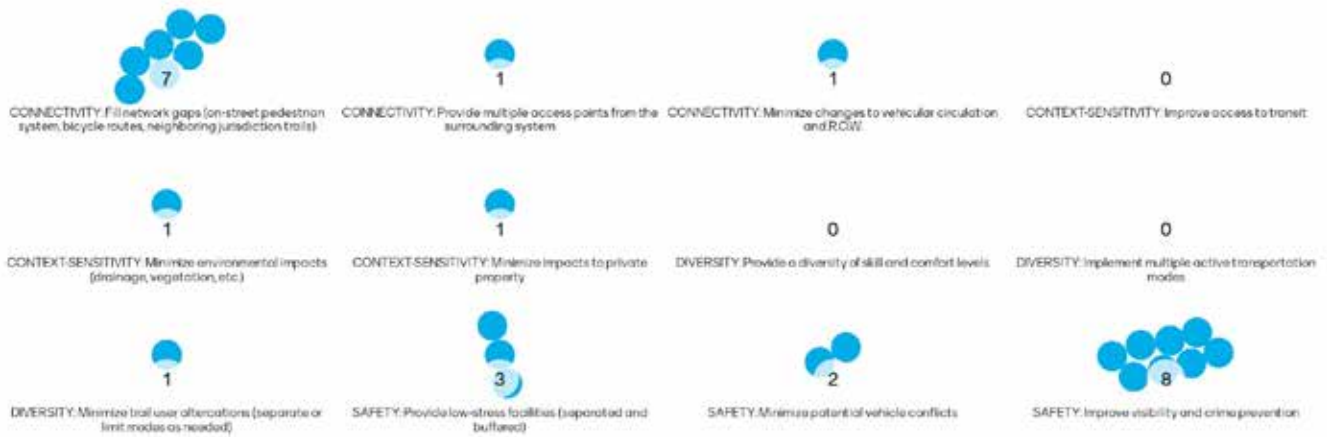 7
1
1
0
CONNECTIVITY: Fill network gaps (on-street pedestrian
system, bicycle routes, neighboring jurisdiction trails)
CONNECTIVITY: Provide multiple access points from the
surrounding system
CONNECTIVITY: Minimize changes to vehicular circulation
and R.O.W.
CONTEXT-SENSITIVITY: Improve access to transit
1
1
0
0
CONTEXT-SENSITIVITY: Minimize environmental impacts
(drainage, vegetation, etc.)
CONTEXT-SENSITIVITY: Minimize impacts to private
property
DIVERSITY: Provide a diversity of skill and comfort levels
DIVERSITY: Implement multiple active transportation
modes
1
3
2
8
DIVERSITY: Minimize trail user altercations (separate or
limit modes as needed)
SAFETY: Provide low-stress facilities (separated and
buffered)
SAFETY: Minimize potential vehicle conflicts
SAFETY: Improve visibility and crime prevention